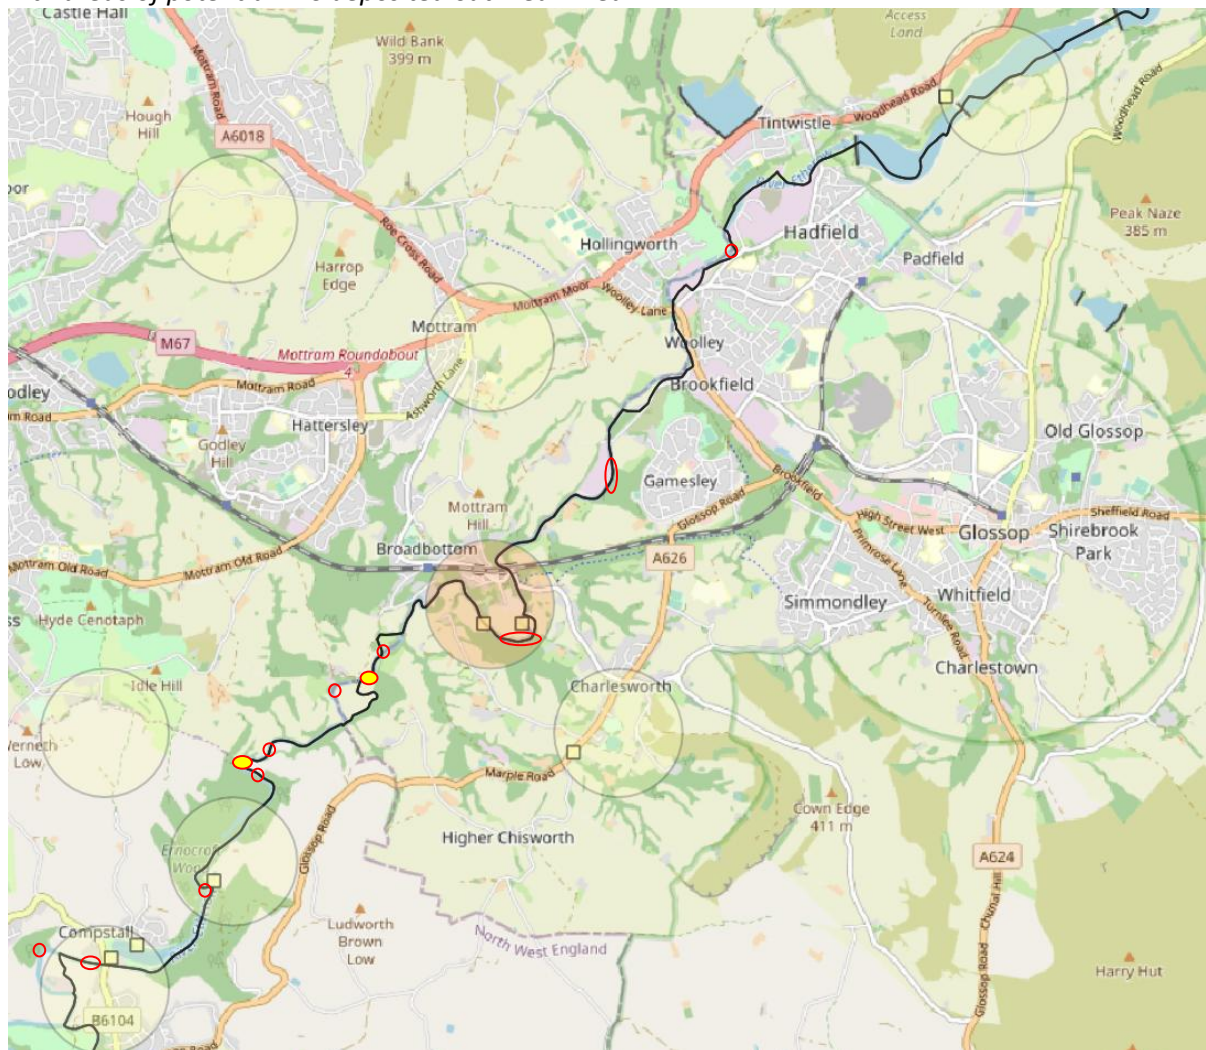 Castle Hall
Wild Bank
399 m
Access
Land
Mottram Road
Hough
Hill
A6018
Tintwistle
Woodhead Road
Woodhead Road
Peak Naze
385 m
Hollingworth
Hadfield
Padfield
Roe Cross Road
Harrop
Edge
Mottram Moor
Woolley Lane
M67
Mottram
Mottram Roundabout
4
Woolley
Mottram Road
Ashworth Lane
Brookfield
odley
Hattersley
Godley
Hill
Old Glossop
Gamesley
Mottram
Hill
Glossop Road
Brookfield
High Street West
Glossop
Sheffield Road
Shirebrook
Park
Broadbottom
A626
Mottram Old Road
Mottram Old Road
Primrose Lane
Simmondley
Whitfield
Turnlee Road
Hyde Cenotaph
Charlestown
Idle Hill
Charlesworth
Werneth
Low
Marple Road
Cown Edge
411 m
Higher Chisworth
Glossop Road
A624
Chunal Hill
Ludworth
Brown
Low
Compstall
North West England
Harry Hut
Glossop Road
B6104
Road